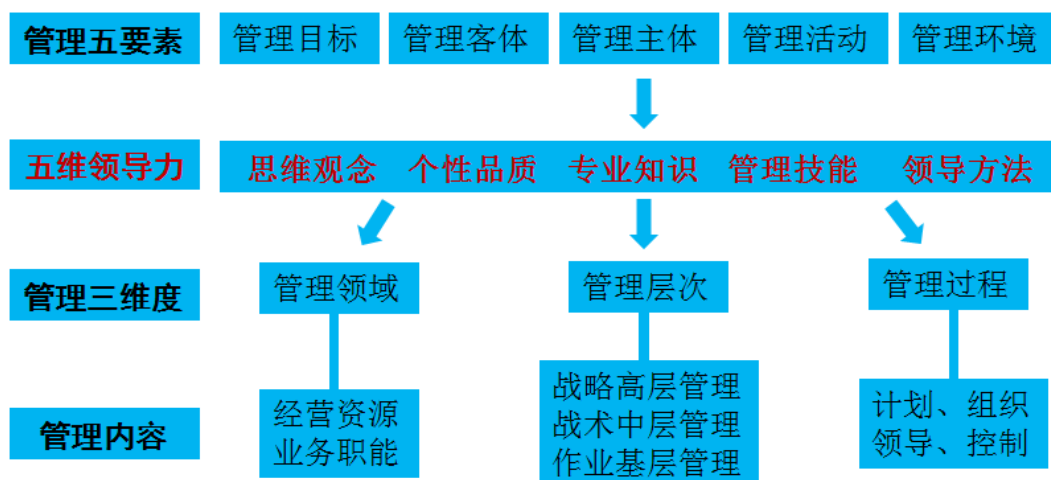 管理五要素 管理目标 管理客体 管理主体 管理活动 管理环境
五维领导力 思维观念 个性品质 专业知识 管理技能 领导方法
管理三维度 管理领域 管理层次 管理过程
管理内容
经营资源
业务职能
战略高层管理
战术中层管理
作业基层管理
计划、组织
领导、控制